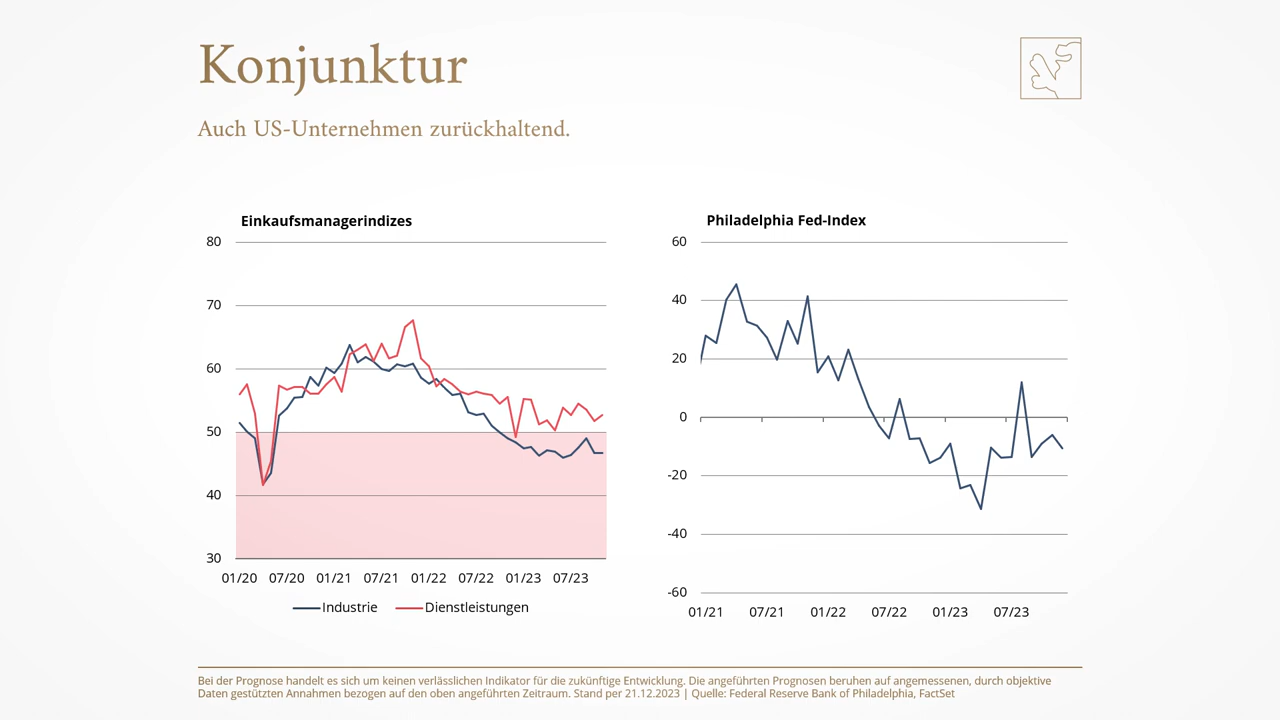 Konjunktur
Auch US-Unternehmen zurückhaltend.
Einkaufsmanagerindizes
80
70
60
50
40
30
01/20 07/20 01/21 07/21 01/22 07/22 01/23 07/23
Industrie Dienstleistungen
Philadelphia Fed-Index
60
40
20
0
-20
-40
-60
01/21 07/21 01/22 07/22 01/23 07/23
Bei der Prognose handelt es sich um keinen verlässlichen Indikator für die zukünftige Entwicklung. Die angeführten Prognosen beruhen auf angemessenen, durch objektive
Daten gestützten Annahmen bezogen auf den oben angeführten Zeitraum. Stand per 21.12.2023 | Quelle: Federal Reserve Bank of Philadelphia, FactSet